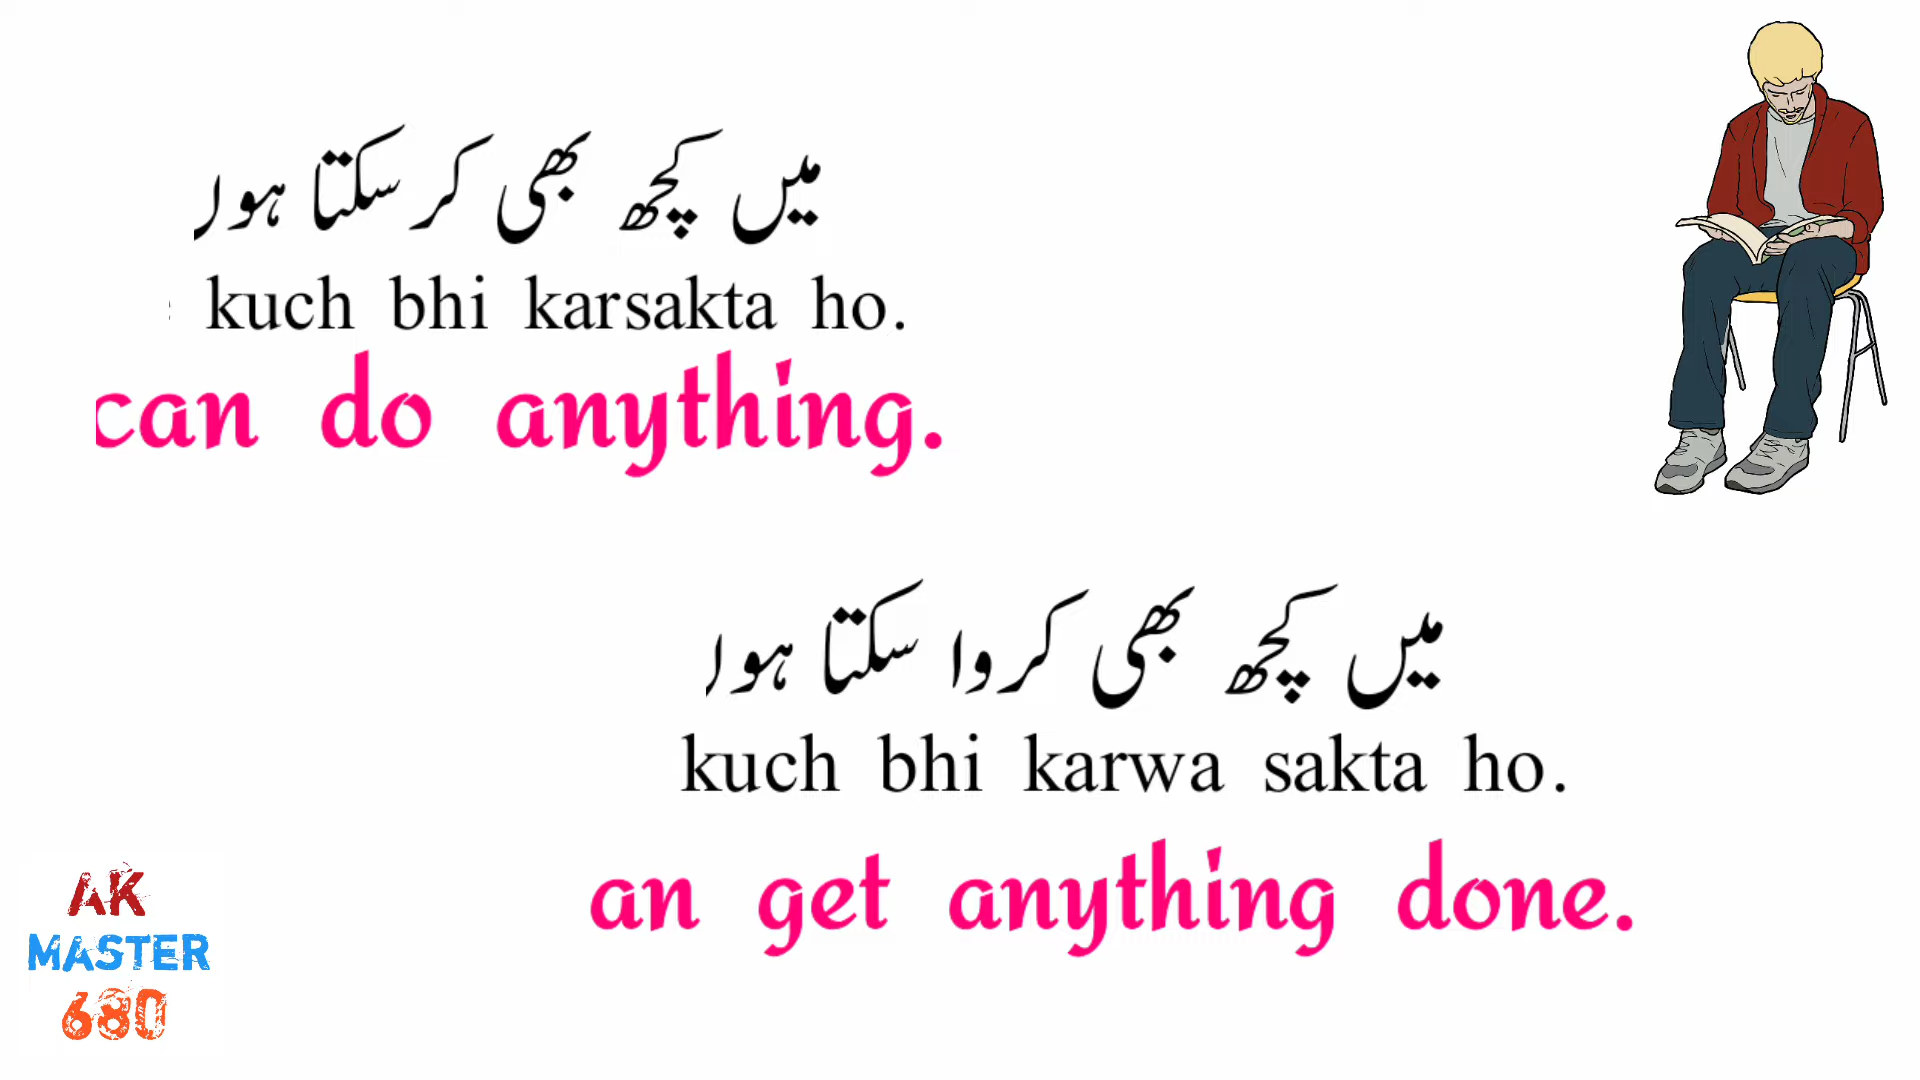 میں کچھ بھی کر سکتا ہوں
kuch bhi karsakta ho.
can do anything.
میں کچھ بھی کروا سکتا ہوں
kuch bhi karwa sakta ho.
an get anything done.
AK
MASTER
680